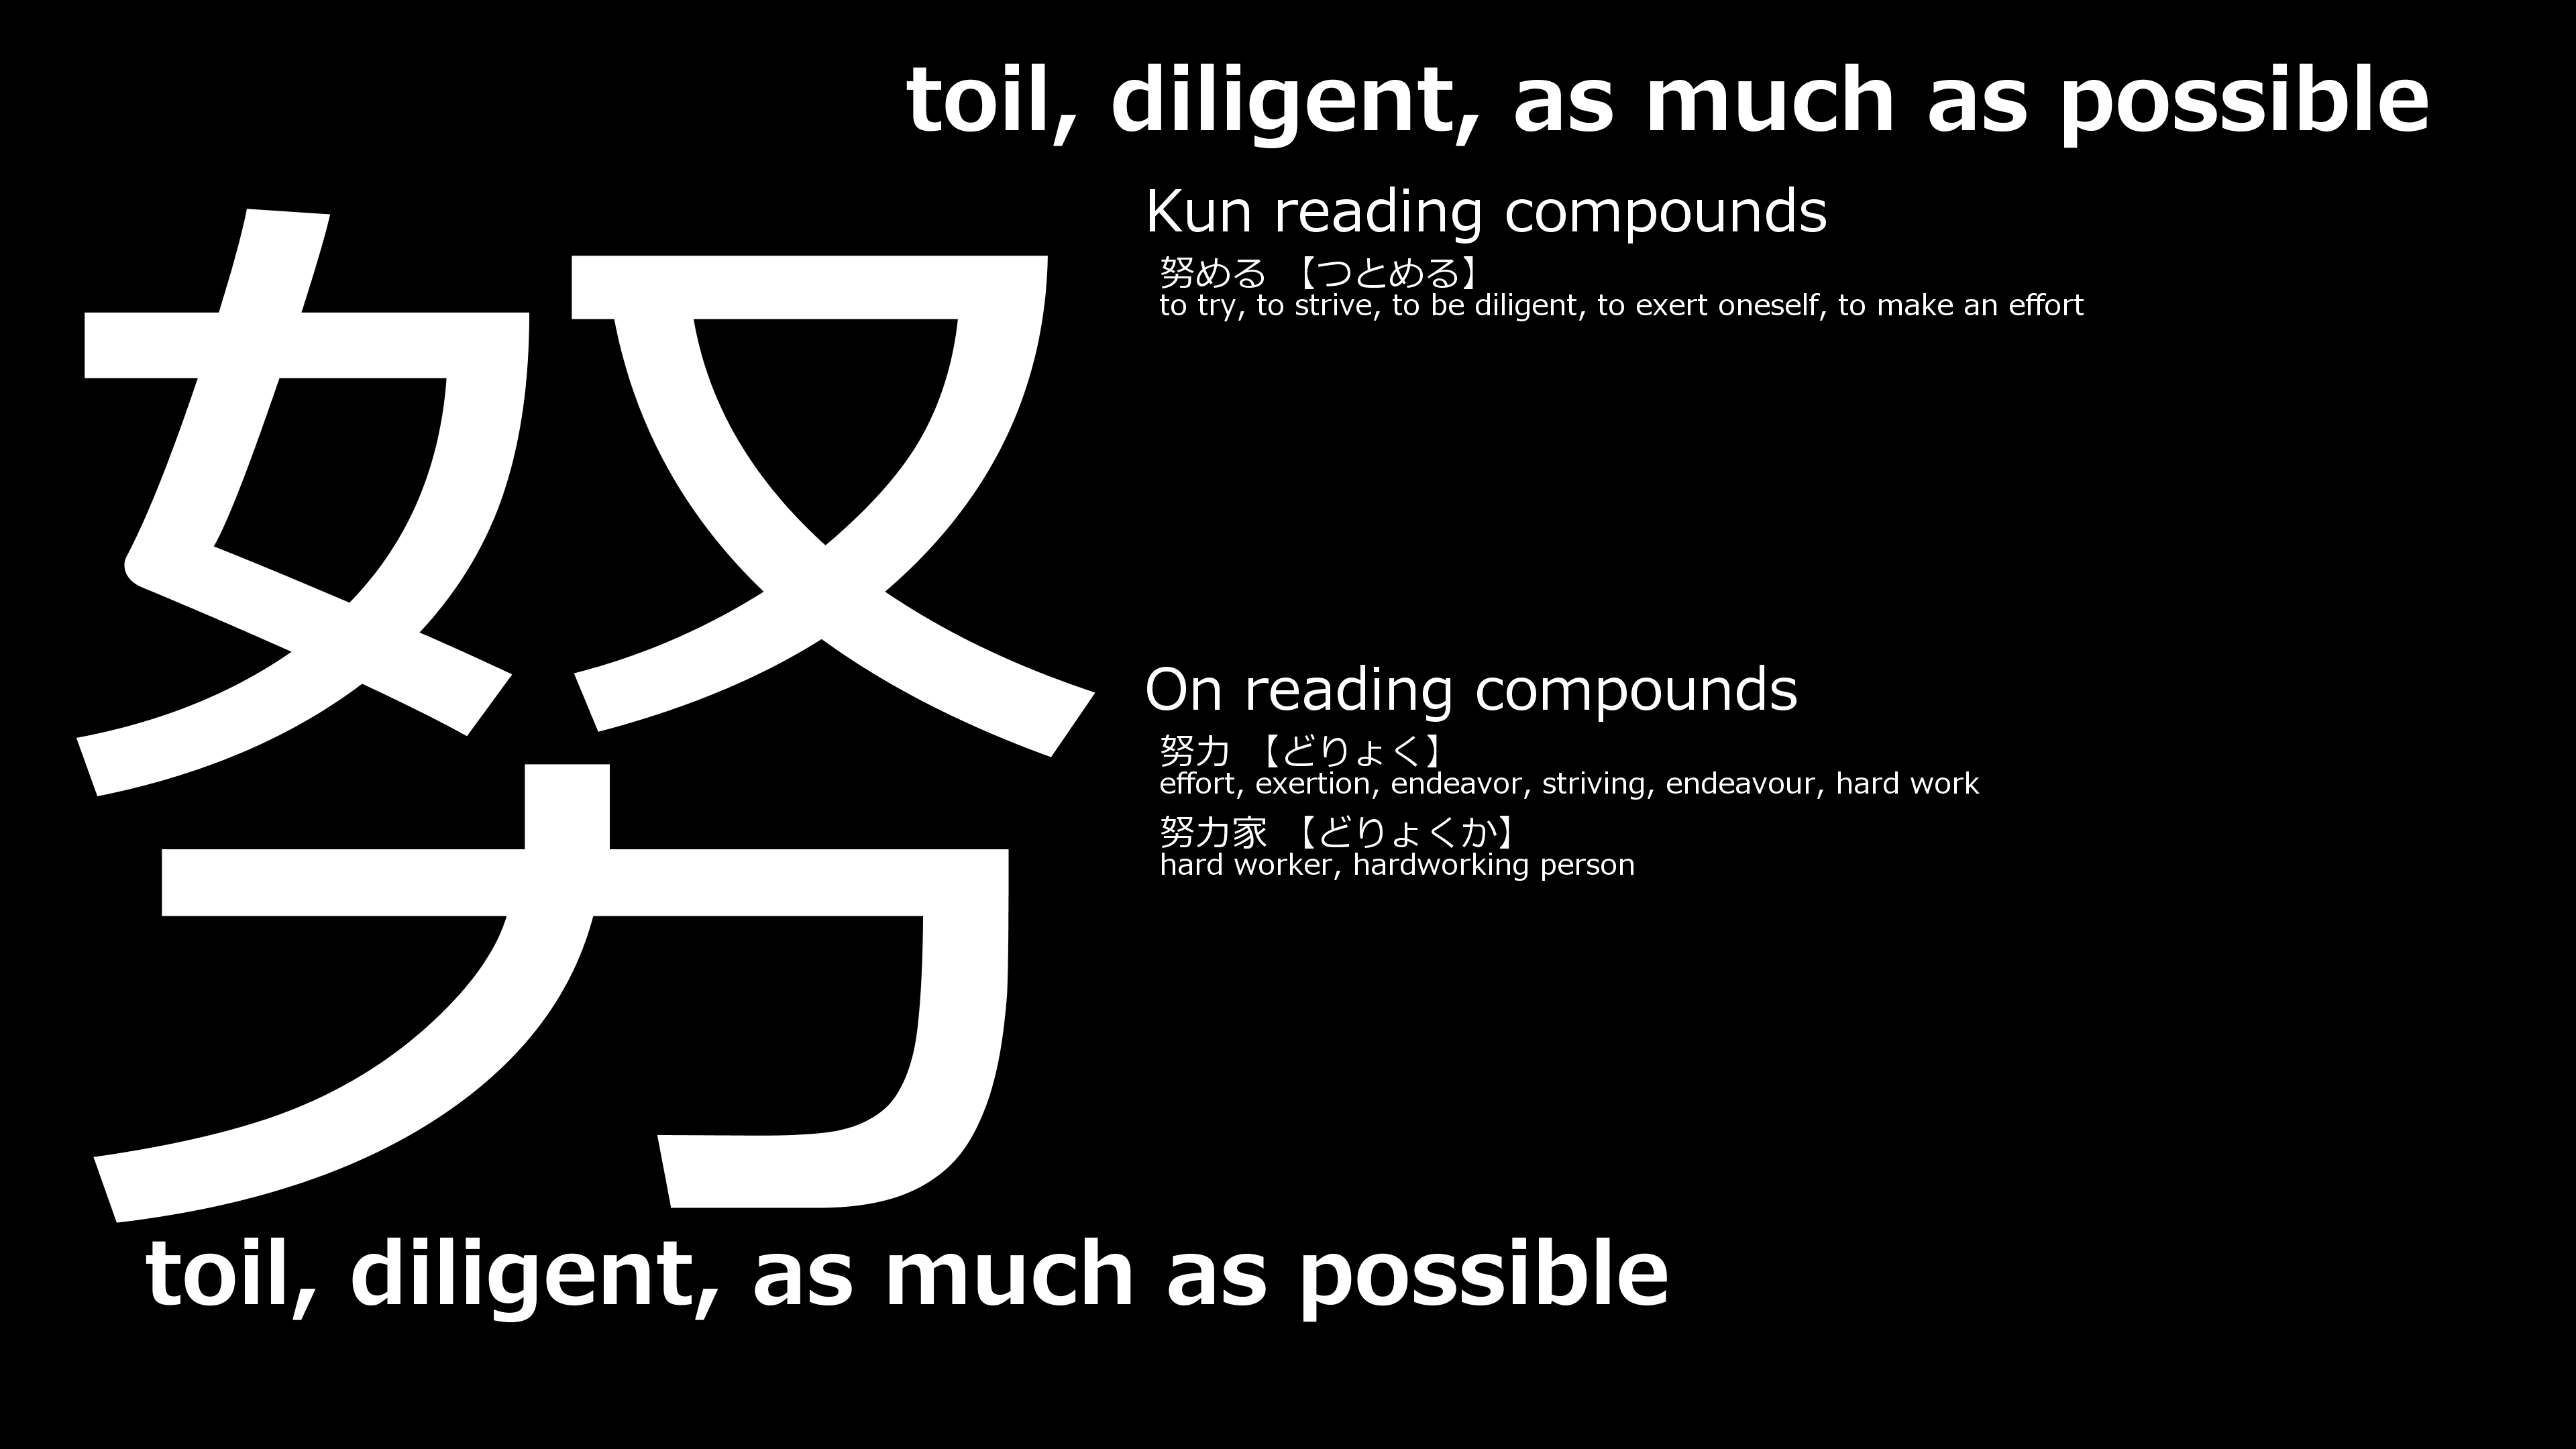 toil, diligent, as much as possible
努
Kun reading compounds
努める 【つとめる】
to try, to strive, to be diligent, to exert oneself, to make an effort
On reading compounds
努力 【どりょく】
effort, exertion, endeavor, striving, endeavour, hard work
努力家 【どりょくか】
hard worker, hardworking person
toil, diligent, as much as possible